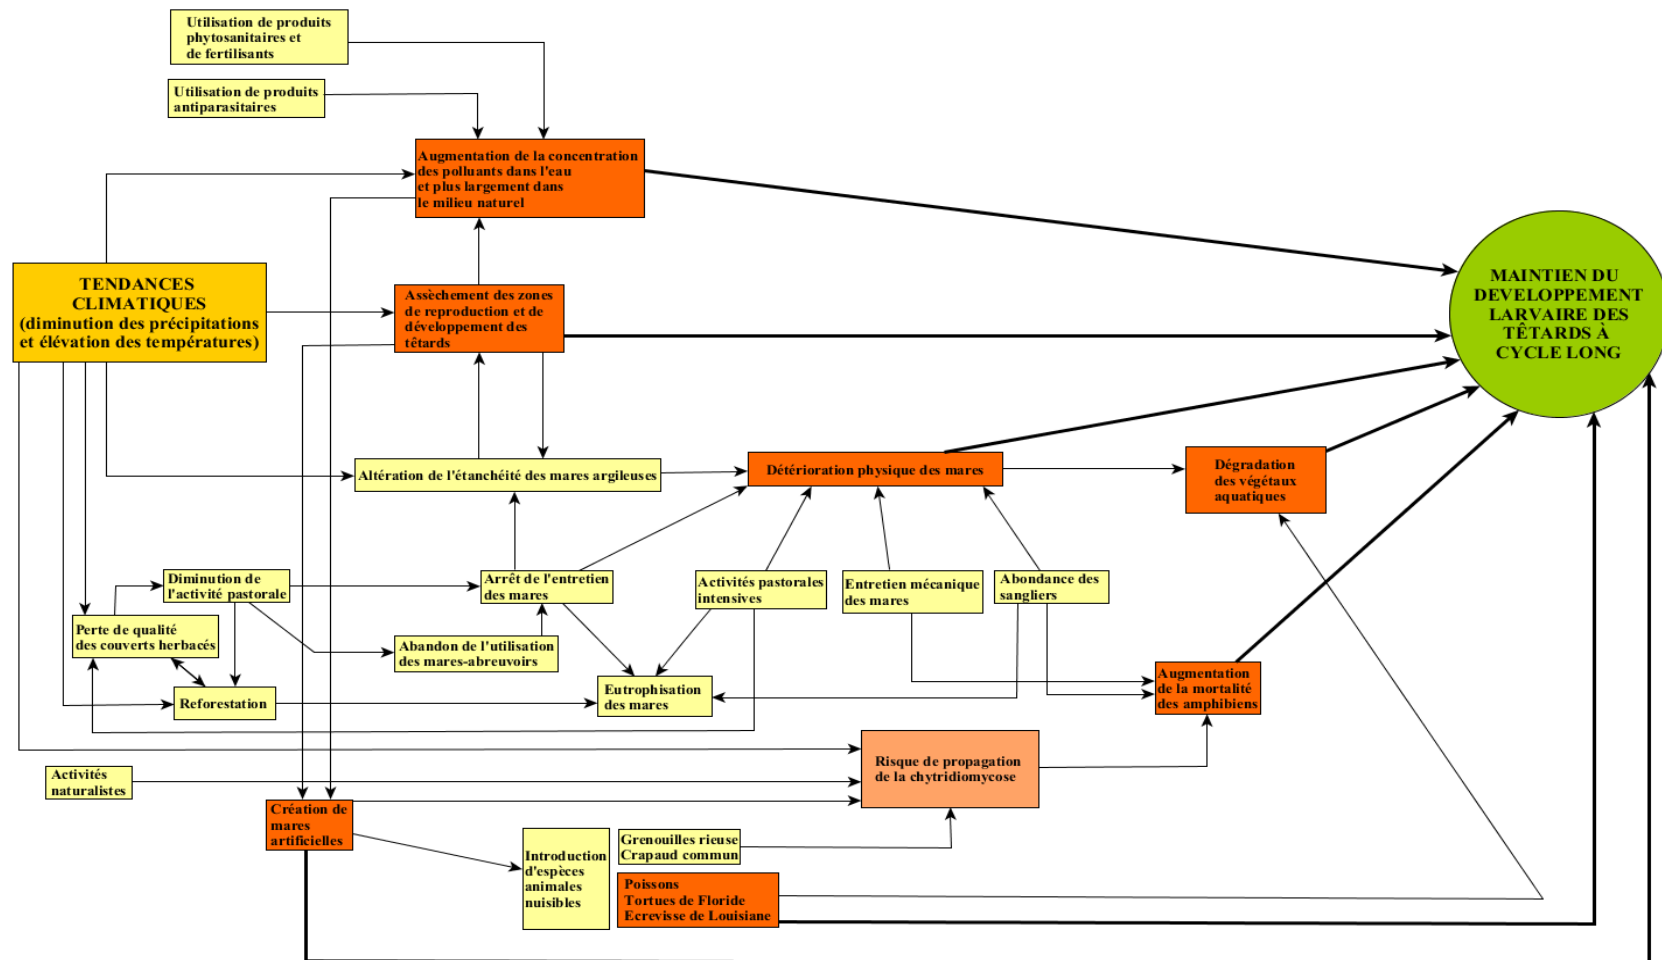 Utilisation de produits
phytosanitaires et
de fertilisants
Utilisation de produits
antiparasitaires
Augmentation de la concentration
des polluants dans l'eau
et plus largement dans
le milieu naturel
TENDANCES
CLIMATIQUES
(diminution des précipitations
et élévation des températures)
Assèchement des zones
de reproduction et de
développement des
têtards
MAINTIEN DU
DEVELOPPEMENT
LARVAIRE DES
TÊTARDS À
CYCLE LONG
Altération de l'étanchéité des mares argileuses
Détérioration physique des mares
Dégradation
des végétaux
aquatiques
Diminution de
l'activité pastorale
Arrêt de l'entretien
des mares
Activités pastorales
intensives
Entretien mécanique
des mares
Abondance des
sangliers
Perte de qualité
des couverts herbacés
Abandon de l'utilisation
des mares-abreuvoirs
Reforestation
Eutrophisation
des mares
Augmentation
de la mortalité
des amphibiens
Risque de propagation
de la chytridiomycose
Activités
naturalistes
Création de
mares
artificielles
Introduction
d'espèces
animales
nuisibles
Grenouilles rieuse
Crapaud commun
Poissons
Tortues de Floride
Ecrevisse de Louisiane